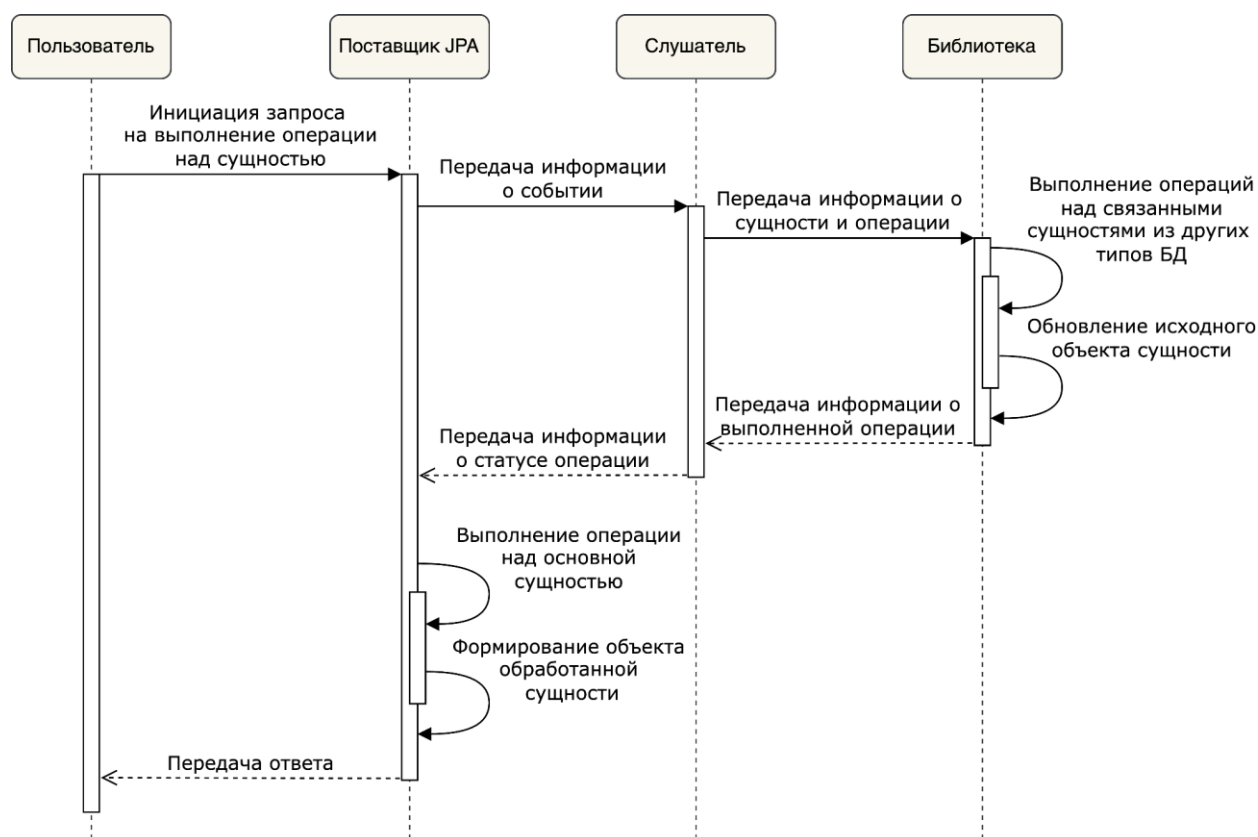 Пользователь
Поставщик JPA
Слушатель
Библиотека
Инициация запроса
на выполнение операции
над сущностью
Передача информации
о событии
Передача информации о
сущности и операции
Выполнение операций
над связанными
сущностями из других
типов БД
Обновление исходного
объекта сущности
Передача информации о
выполненной операции
Передача информации
о статусе операции
Выполнение операции
над основной
сущностью
Формирование объекта
обработанной
сущности
Передача ответа